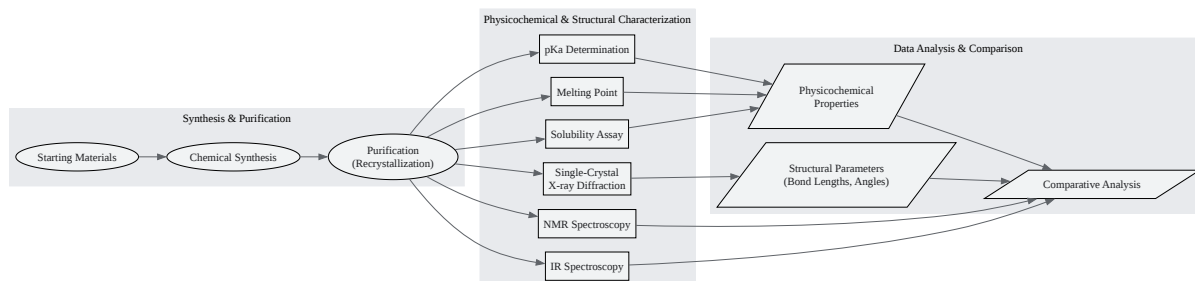 Synthesis & Purification
Starting Materials
Chemical Synthesis
Purification
(Recrystallization)
Physicochemical & Structural Characterization
pKa Determination
Melting Point
Solubility Assay
Single-Crystal
X-ray Diffraction
NMR Spectroscopy
IR Spectroscopy
Data Analysis & Comparison
Physicochemical
Properties
Structural Parameters
(Bond Lengths, Angles)
Comparative Analysis